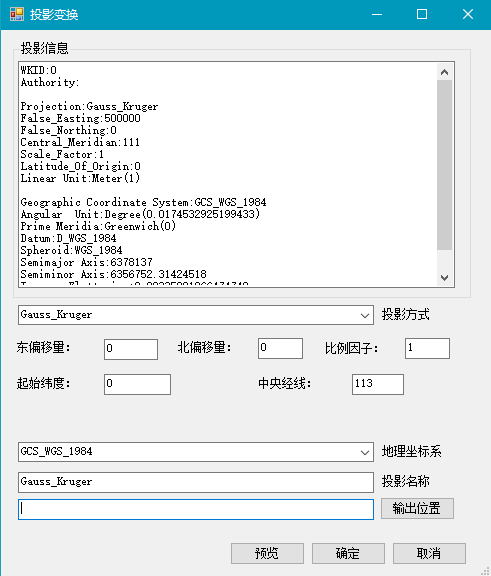 投影变换
投影信息
WKID:0
Authority:
Projection:Gauss_Kruger
False_Easting:500000
False_Northing:0
Central_Meridian:111
Scale_Factor:1
Latitude_Of_Origin:0
Linear Unit:Meter(1)
Geographic Coordinate System:GCS_WGS_1984
Angular Unit:Degree(0.0174532925199433)
Prime Meridia:Greenwich(0)
Datum:D_WGS_1984
Spheroid:WGS_1984
Semimajor Axis:6378137
Semiminor Axis:6356752.31424518
Gauss_Kruger 投影方式
东偏移量: 0 北偏移量: 0 比例因子: 1
起始纬度: 0 中央经线: 113
GCS_WGS_1984 地理坐标系
Gauss_Kruger 投影名称
输出位置
预览 确定 取消